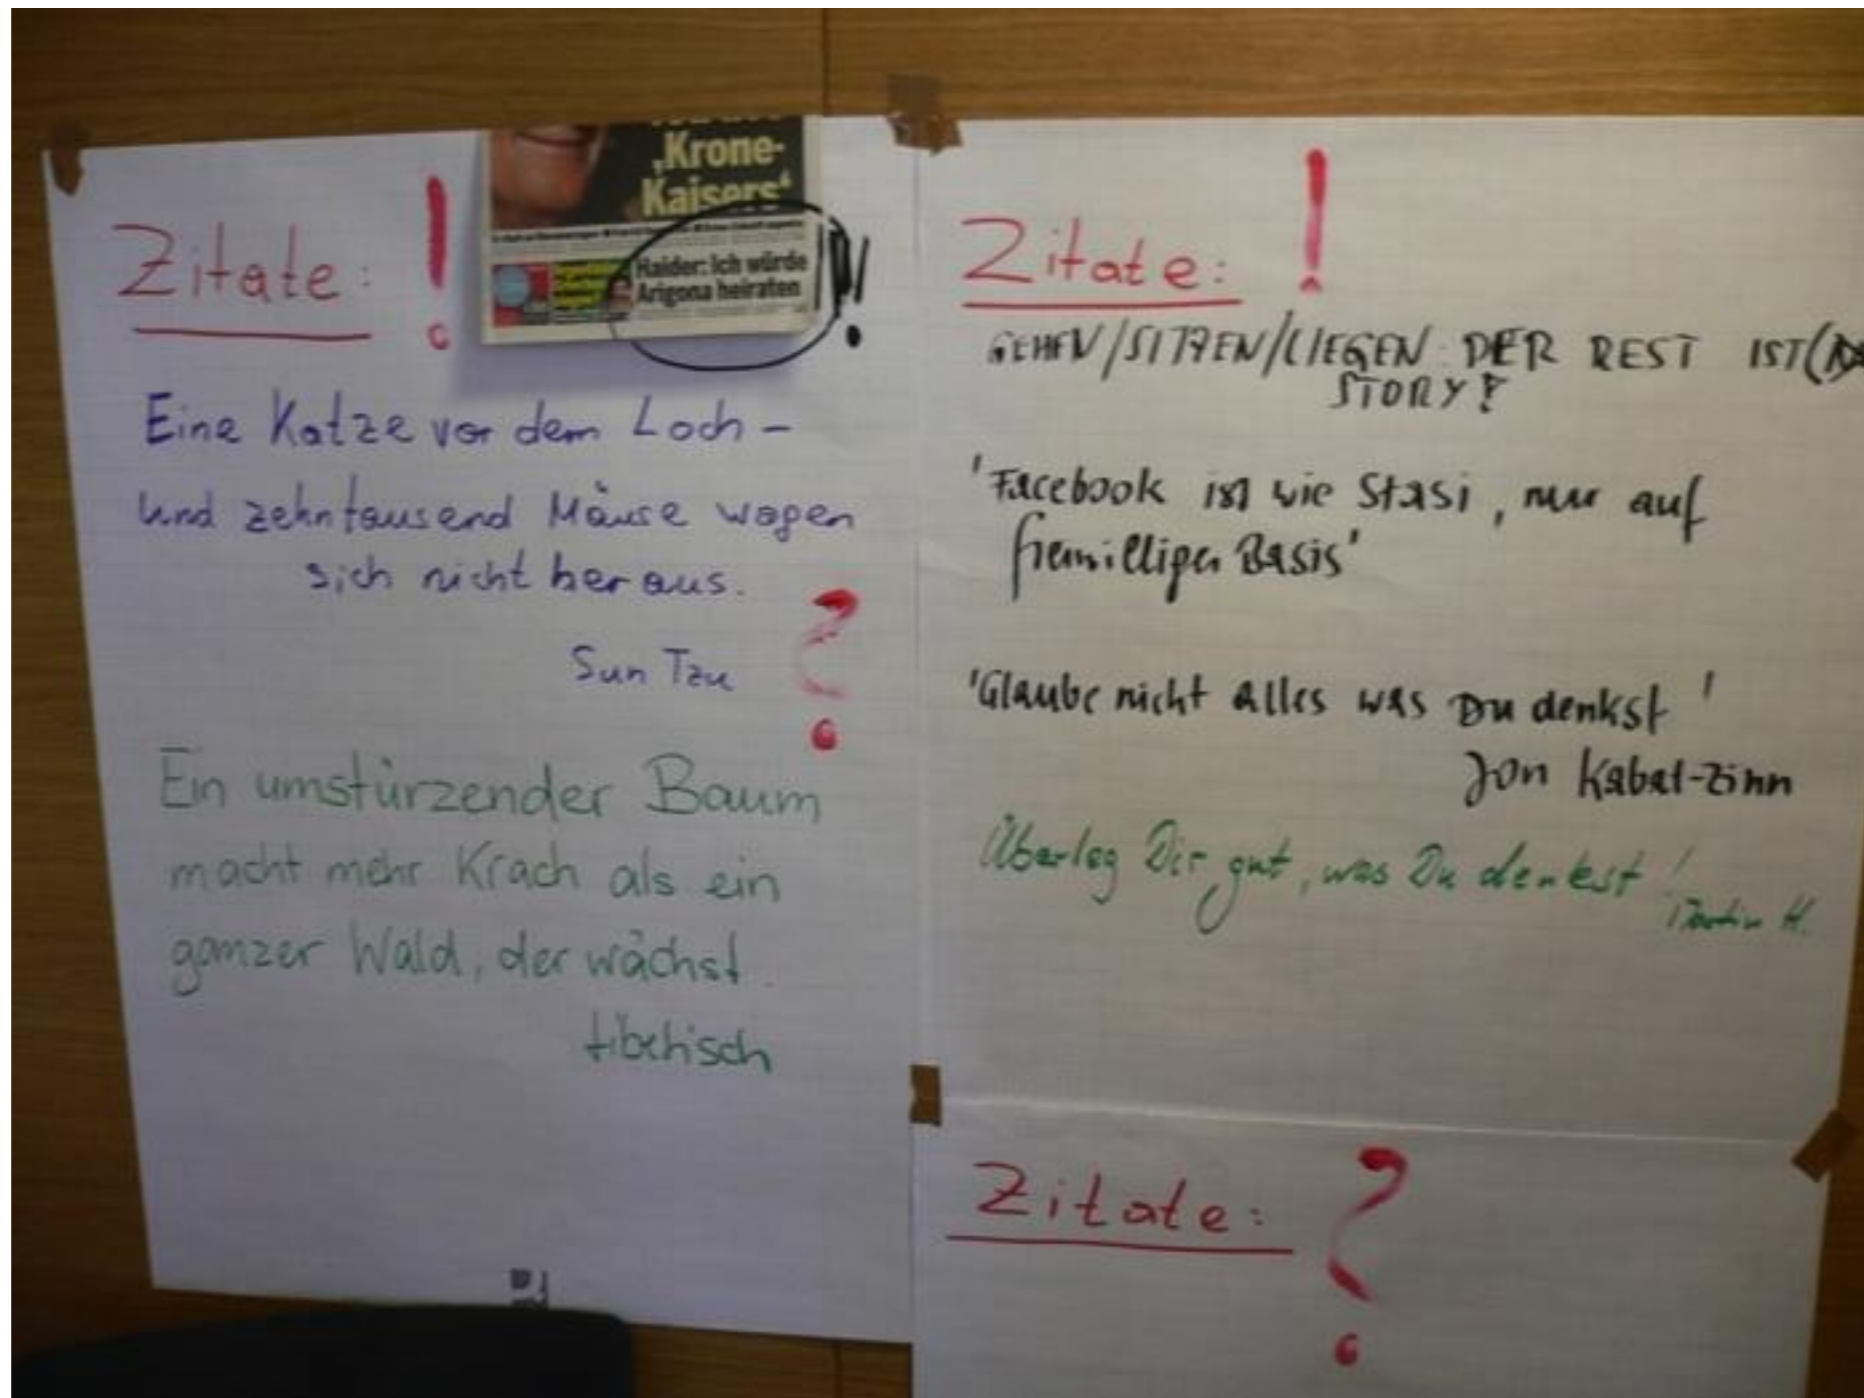 Zitate: !
‚Krone-
Kaisers‘
Haider: Ich würde
Arigona heiraten
!!
Eine Katze vor dem Loch –
und zehntausend Mäuse wagen
sich nicht heraus.
Sun Tzu ?
Ein umstürzender Baum
macht mehr Krach als ein
ganzer Wald, der wächst.
tibetisch
Zitate: !
GEHEN/SITZEN/LIEGEN: DER REST IST
STORY!
'Facebook ist wie Stasi, nur auf
freiwilliger Basis'
'Glaube nicht alles was Du denkst'
Jon Kabat-Zinn
Überleg Dir gut, was Du denkst!
Martin H.
Zitate: ?